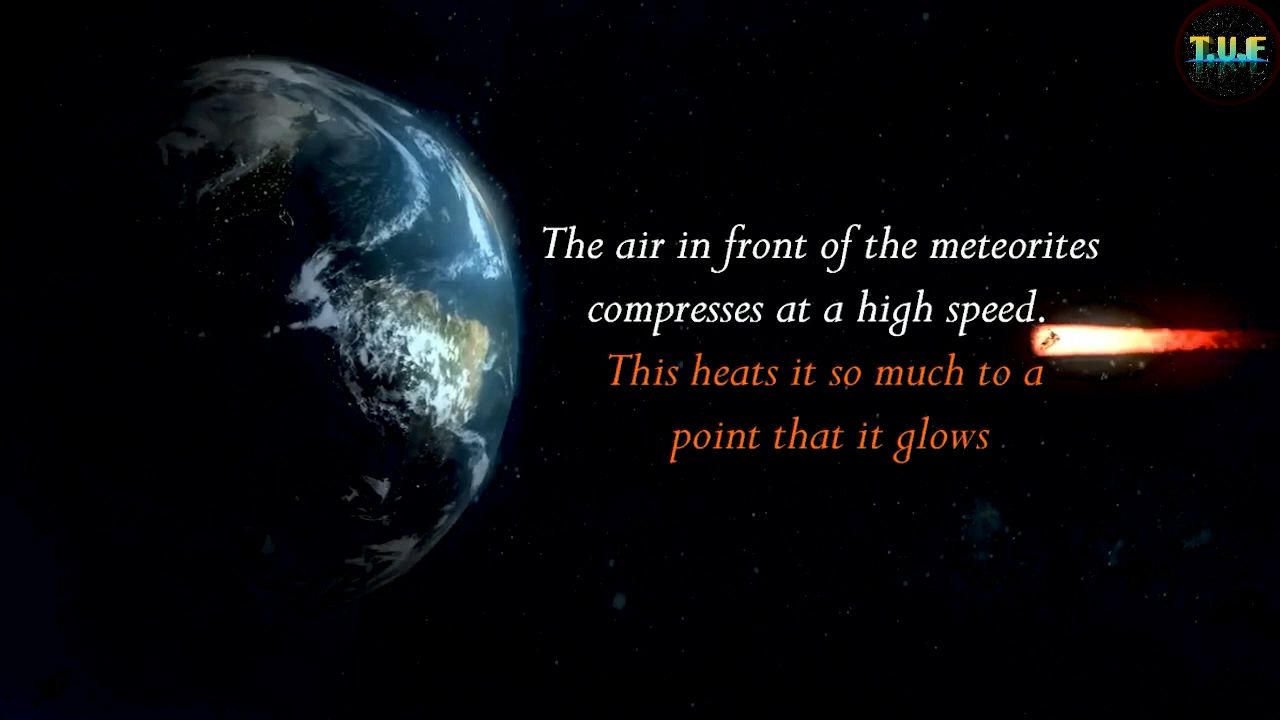 T.U.F
The air in front of the meteorites
compresses at a high speed.
This heats it so much to a
point that it glows